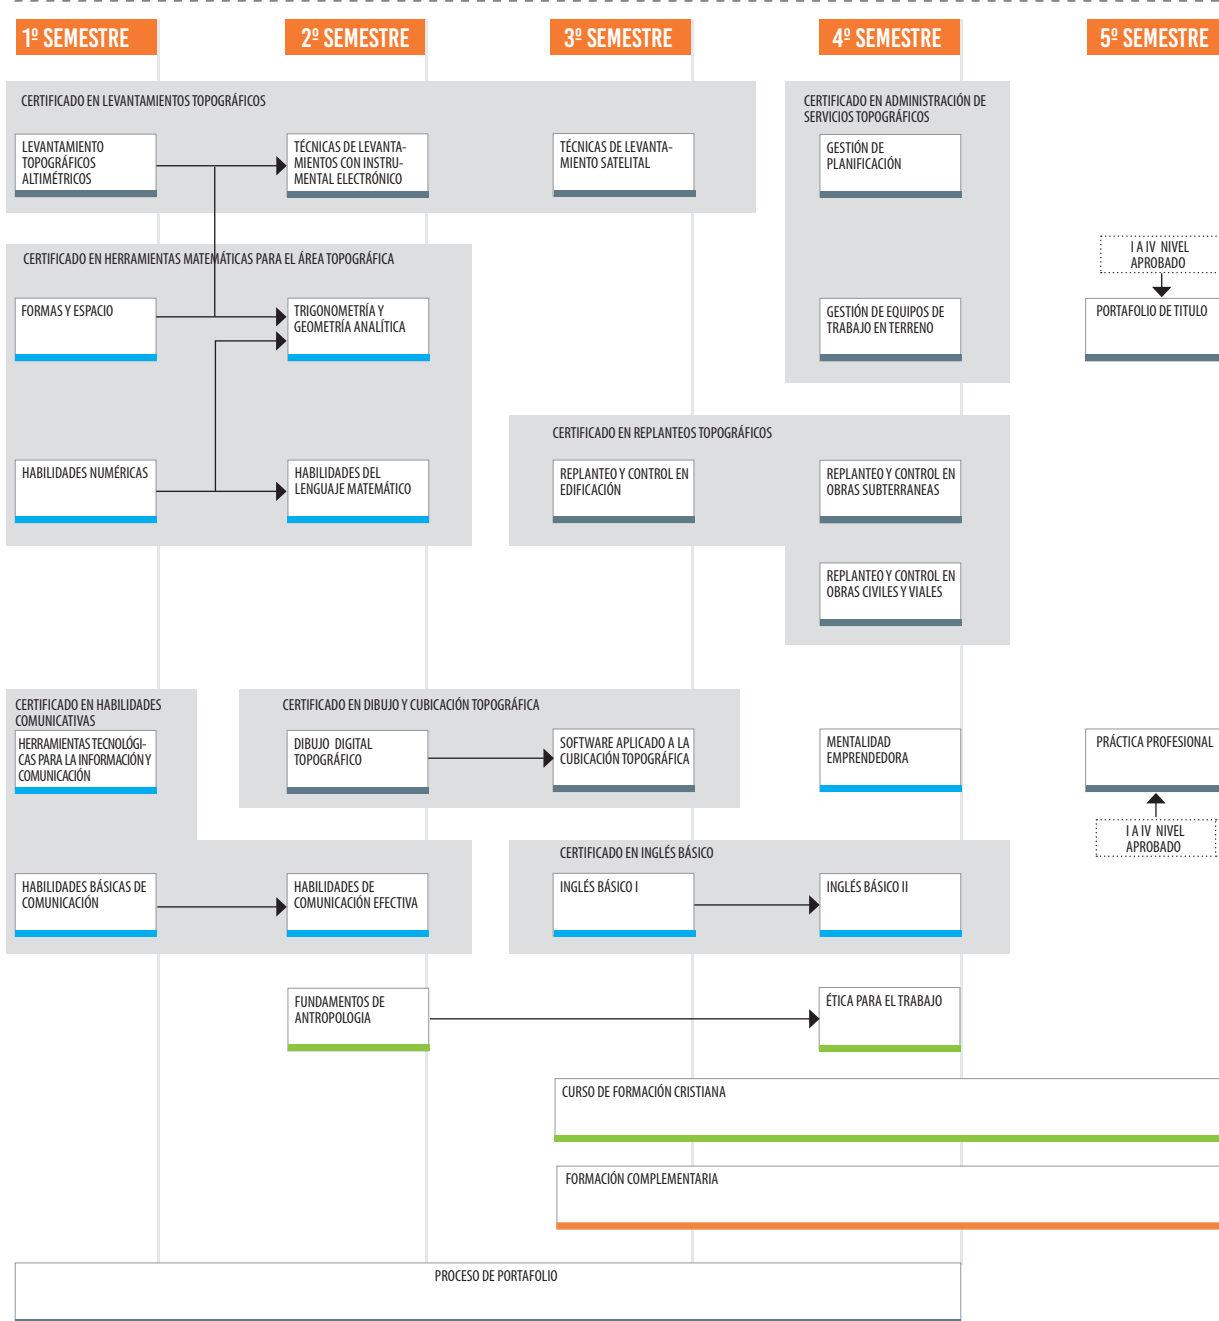 1º SEMESTRE
2º SEMESTRE
3º SEMESTRE
4º SEMESTRE
5º SEMESTRE
CERTIFICADO EN LEVANTAMIENTOS TOPOGRÁFICOS
CERTIFICADO EN ADMINISTRACIÓN DE
SERVICIOS TOPOGRÁFICOS
LEVANTAMIENTO
TOPOGRÁFICOS
ALTIMÉTRICOS
TÉCNICAS DE LEVANTA-
MIENTOS CON INSTRU-
MENTAL ELECTRÓNICO
TÉCNICAS DE LEVANTA-
MIENTO SATELITAL
GESTIÓN DE
PLANIFICACIÓN
CERTIFICADO EN HERRAMIENTAS MATEMÁTICAS PARA EL ÁREA TOPOGRÁFICA
I A IV NIVEL
APROBADO
FORMAS Y ESPACIO
TRIGONOMETRÍA Y
GEOMETRÍA ANALÍTICA
GESTIÓN DE EQUIPOS DE
TRABAJO EN TERRENO
PORTAFOLIO DE TITULO
CERTIFICADO EN REPLANTEOS TOPOGRÁFICOS
HABILIDADES NUMÉRICAS
HABILIDADES DEL
LENGUAJE MATEMÁTICO
REPLANTEO Y CONTROL EN
EDIFICACIÓN
REPLANTEO Y CONTROL EN
OBRAS SUBTERRANEAS
REPLANTEO Y CONTROL EN
OBRAS CIVILES Y VIALES
CERTIFICADO EN HABILIDADES
COMUNICATIVAS
CERTIFICADO EN DIBUJO Y CUBICACIÓN TOPOGRÁFICA
HERRAMIENTAS TECNOLÓGI-
CAS PARA LA INFORMACIÓN Y
COMUNICACIÓN
DIBUJO DIGITAL
TOPOGRÁFICO
SOFTWARE APLICADO A LA
CUBICACIÓN TOPOGRÁFICA
MENTALIDAD
EMPRENDEDORA
PRÁCTICA PROFESIONAL
I A IV NIVEL
APROBADO
CERTIFICADO EN INGLÉS BÁSICO
HABILIDADES BÁSICAS DE
COMUNICACIÓN
HABILIDADES DE
COMUNICACIÓN EFECTIVA
INGLÉS BÁSICO I
INGLÉS BÁSICO II
FUNDAMENTOS DE
ANTROPOLOGIA
ÉTICA PARA EL TRABAJO
CURSO DE FORMACIÓN CRISTIANA
FORMACIÓN COMPLEMENTARIA
PROCESO DE PORTAFOLIO